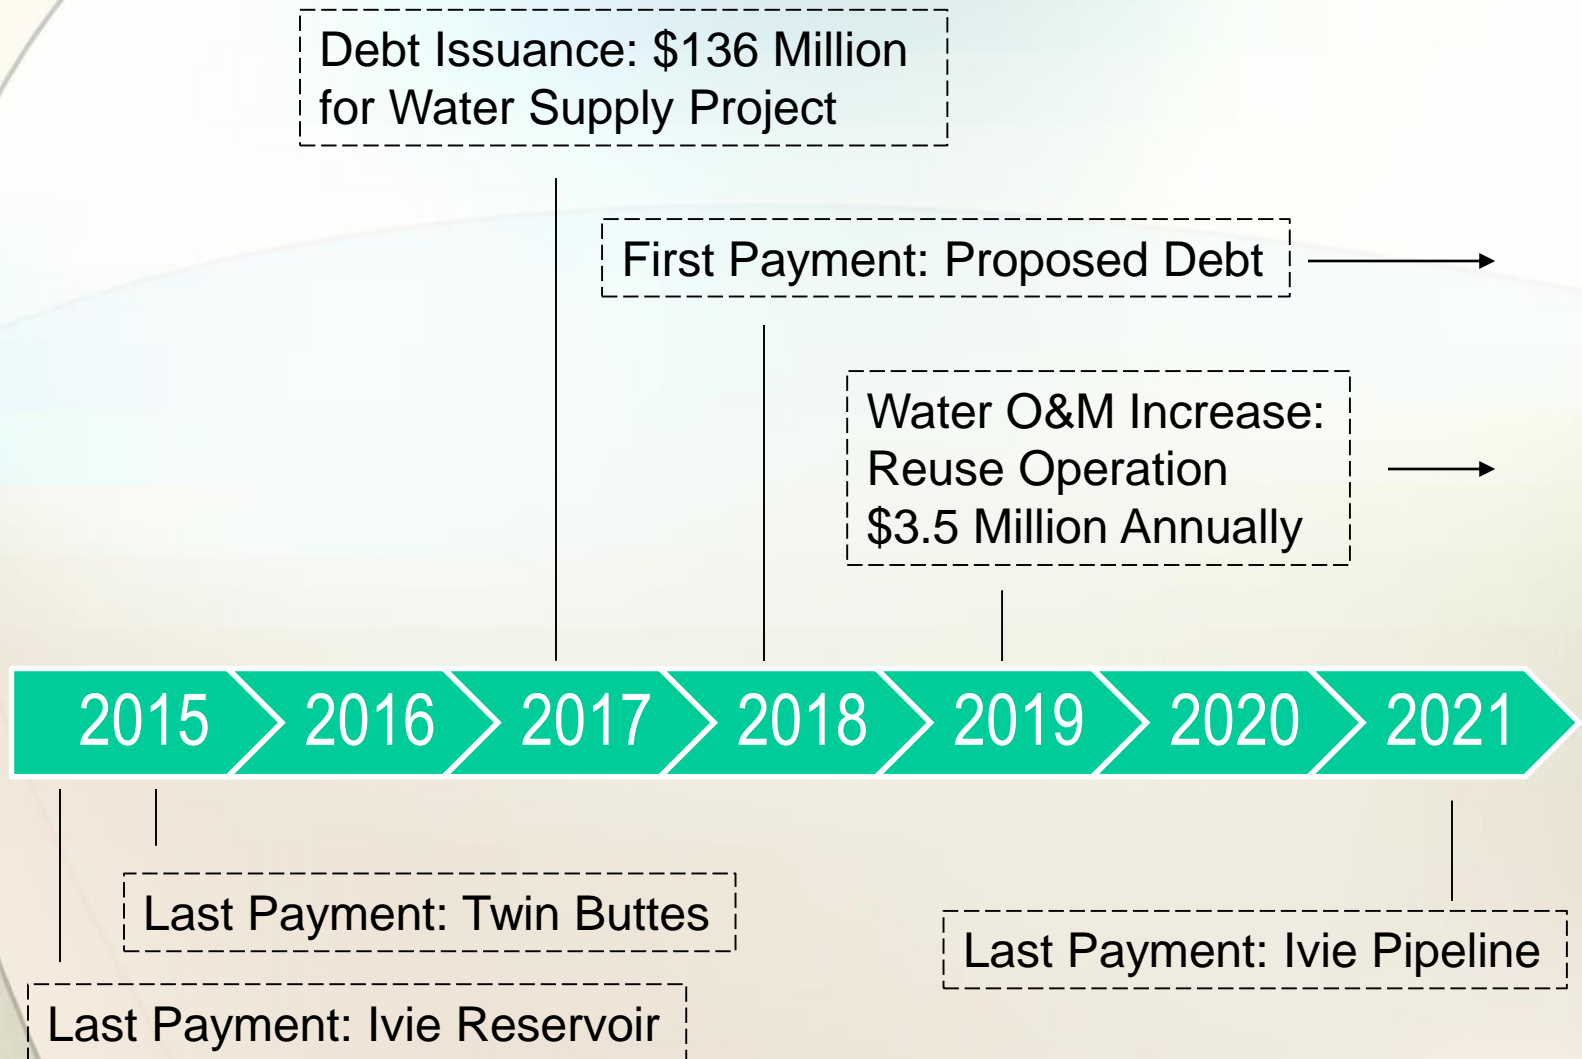 Debt Issuance: $136 Million
for Water Supply Project
First Payment: Proposed Debt
Water O&M Increase:
Reuse Operation
$3.5 Million Annually
2015
2016
2017
2018
2019
2020
2021
Last Payment: Twin Buttes
Last Payment: Ivie Pipeline
Last Payment: Ivie Reservoir